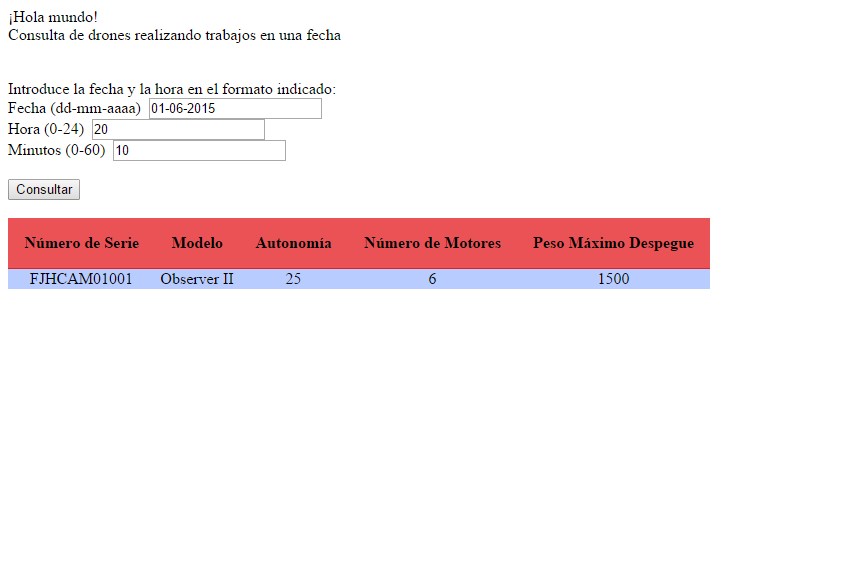 ¡Hola mundo!
Consulta de drones realizando trabajos en una fecha
Introduce la fecha y la hora en el formato indicado:
Fecha (dd-mm-aaaa) 01-06-2015
Hora (0-24) 20
Minutos (0-60) 10
Consultar
Número de Serie Modelo Autonomía Número de Motores Peso Máximo Despegue
FJHCAM01001 Observer II 25 6 1500